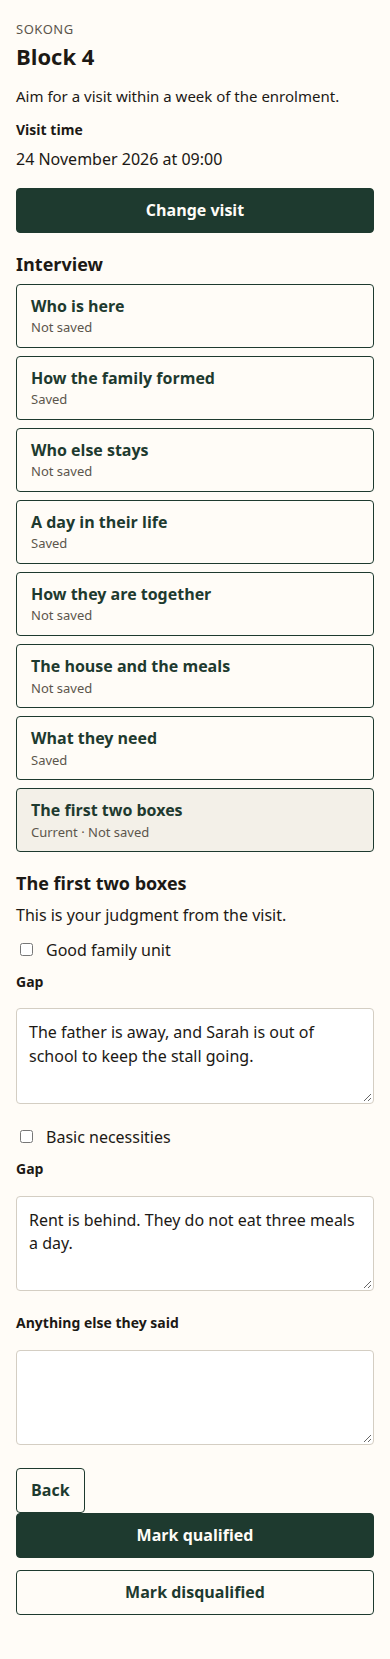 SOKONG
Block 4
Aim for a visit within a week of the enrolment.
Visit time
24 November 2026 at 09:00
Change visit
Interview
Who is here
Not saved
How the family formed
Saved
Who else stays
Not saved
A day in their life
Saved
How they are together
Not saved
The house and the meals
Not saved
What they need
Saved
The first two boxes
Current · Not saved
The first two boxes
This is your judgment from the visit.
Good family unit
Gap
The father is away, and Sarah is out of
school to keep the stall going.
Basic necessities
Gap
Rent is behind. They do not eat three meals
a day.
Anything else they said
Back
Mark qualified
Mark disqualified